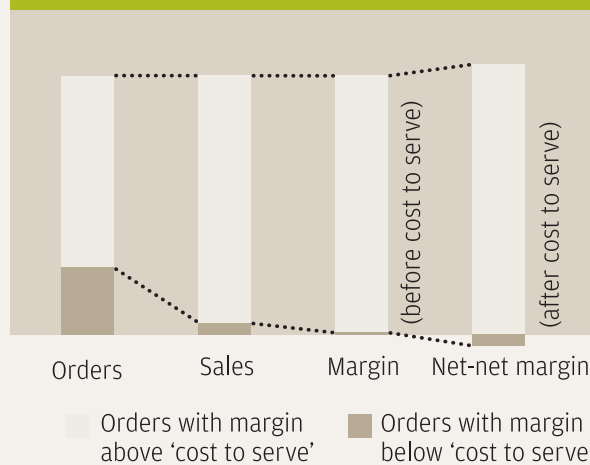 (before cost to serve)
(after cost to serve)
Orders
Sales
Margin
Net-net margin
Orders with margin
above ‘cost to serve’
Orders with margin
below ‘cost to serve